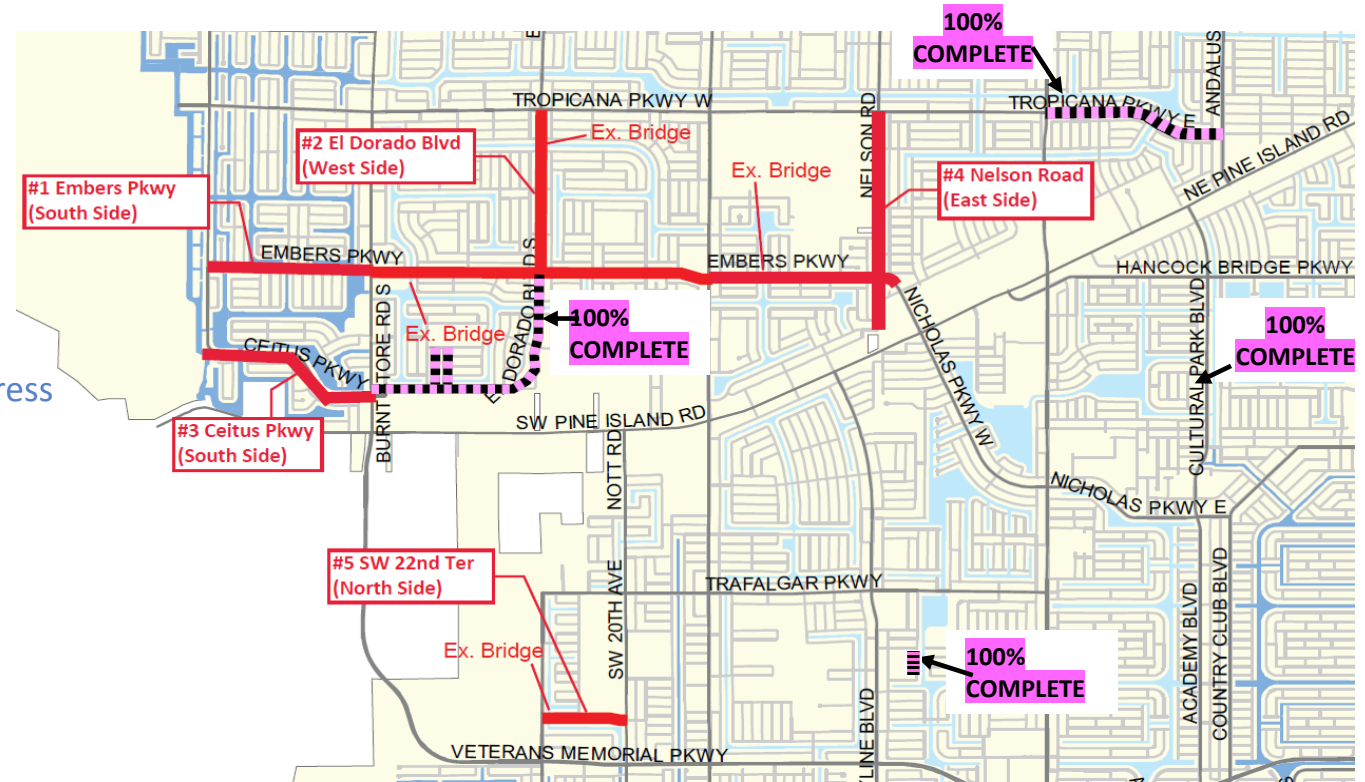 100%
COMPLETE
ANDALUS
TROPICANA PKWY W
TROPICANA PKWY E
NELSON RD
Ex. Bridge
#2 El Dorado Blvd
(West Side)
Ex. Bridge
#4 Nelson Road
(East Side)
NE PINE ISLAND RD
#1 Embers Pkwy
(South Side)
EMBERS PKWY
EMBERS PKWY
HANCOCK BRIDGE PKWY
100%
COMPLETE
100%
COMPLETE
Ex. Bridge
CEITUS PKWY
BURNT STORE RD S
EL DORADO BLVD S
NICHOLAS PKWY W
CULTURAL PARK BLVD
ress
SW PINE ISLAND RD
#3 Ceitus Pkwy
(South Side)
NOTT RD
NICHOLAS PKWY E
#5 SW 22nd Ter
(North Side)
TRAFALGAR PKWY
SW 20TH AVE
ACADEMY BLVD
COUNTRY CLUB BLVD
Ex. Bridge
100%
COMPLETE
LINE BLVD
VETERANS MEMORIAL PKWY